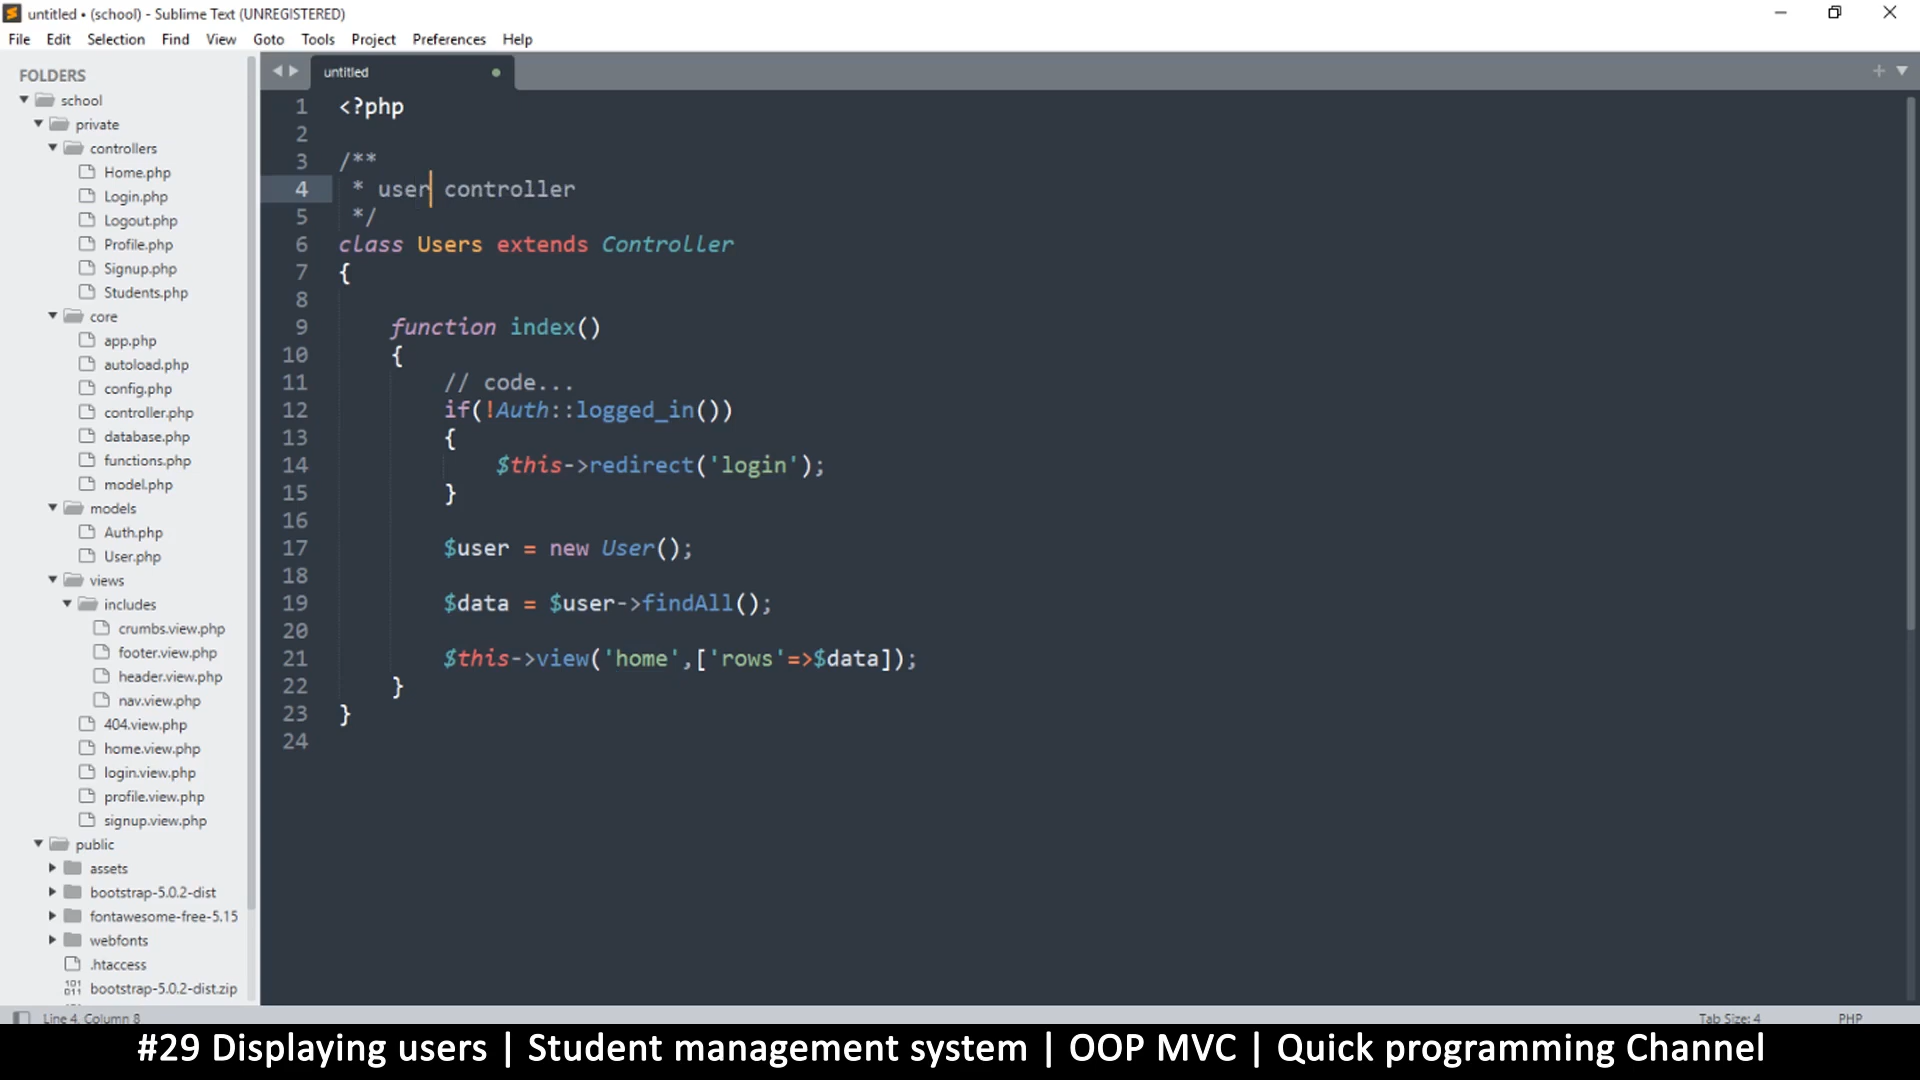 untitled • (school) - Sublime Text (UNREGISTERED)
File Edit Selection Find View Goto Tools Project Preferences Help
FOLDERS
school
private
controllers
Home.php
Login.php
Logout.php
Profile.php
Signup.php
Students.php
core
app.php
autoload.php
config.php
controller.php
database.php
functions.php
model.php
models
Auth.php
User.php
views
includes
crumbs.view.php
footer.view.php
header.view.php
nav.view.php
404.view.php
home.view.php
login.view.php
profile.view.php
signup.view.php
public
assets
bootstrap-5.0.2-dist
fontawesome-free-5.15
webfonts
.htaccess
bootstrap-5.0.2-dist.zip
untitled
1 <?php
2
3 /**
4 * user controller
5 */
6 class Users extends Controller
7 {
8
9 function index()
10 {
11 // code...
12 if(!Auth::logged_in())
13 {
14 $this->redirect('login');
15 }
16
17 $user = new User();
18
19 $data = $user->findAll();
20
21 $this->view('home',['rows'=>$data]);
22 }
23 }
24
Line 4, Column 8 Tab Size: 4 PHP
#29 Displaying users | Student management system | OOP MVC | Quick programming Channel